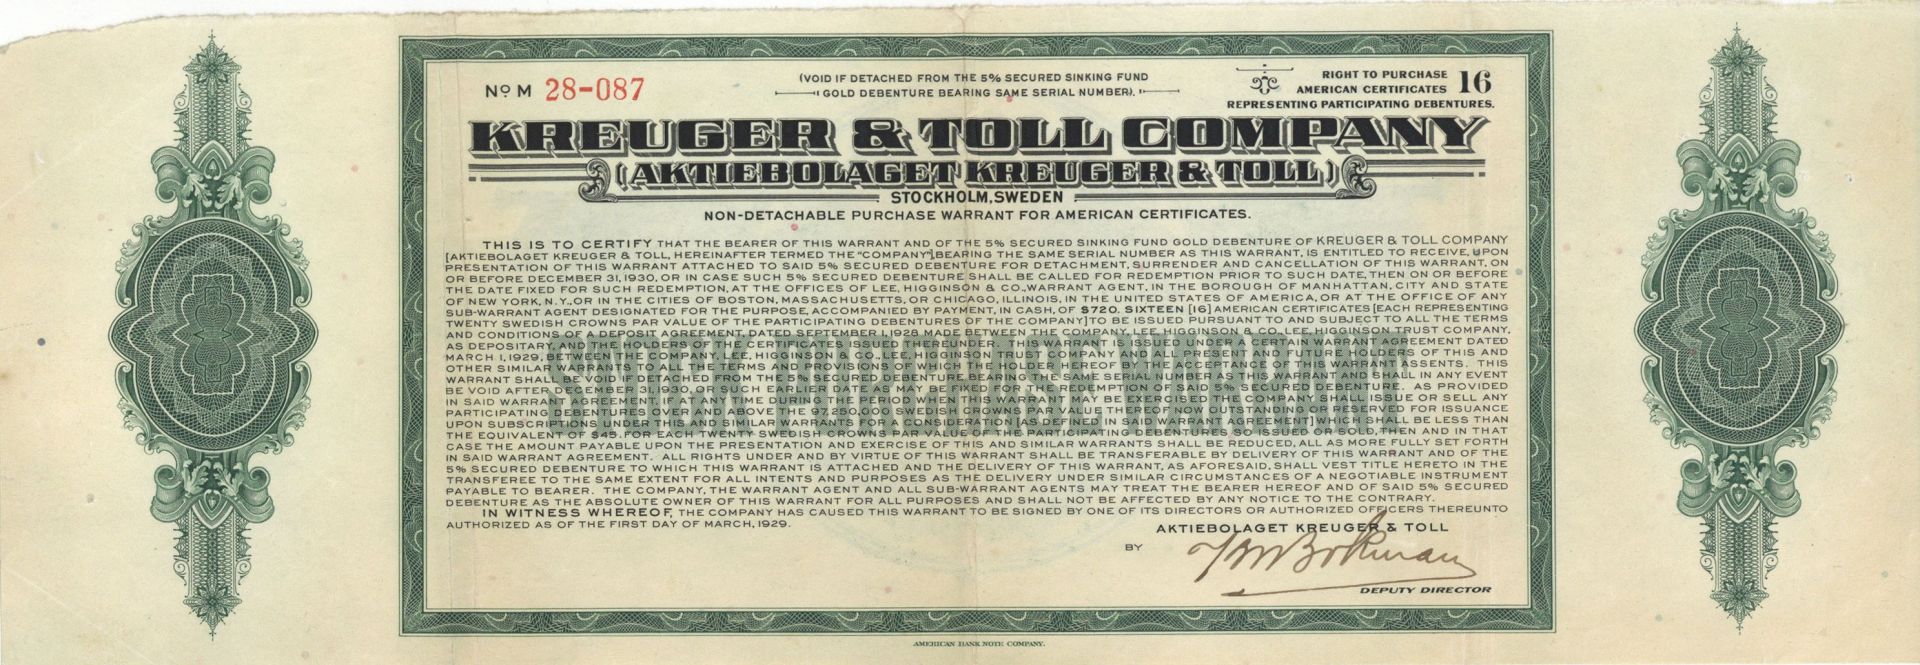 No M 28-087
(VOID IF DETACHED FROM THE 5% SECURED SINKING FUND
GOLD DEBENTURE BEARING SAME SERIAL NUMBER).
RIGHT TO PURCHASE
AMERICAN CERTIFICATES 16
REPRESENTING PARTICIPATING DEBENTURES.
KREUGER & TOLL COMPANY
(AKTIEBOLAGET KREUGER & TOLL)
STOCKHOLM, SWEDEN
NON-DETACHABLE PURCHASE WARRANT FOR AMERICAN CERTIFICATES.
THIS IS TO CERTIFY THAT THE BEARER OF THIS WARRANT AND OF THE 5% SECURED SINKING FUND GOLD DEBENTURE OF KREUGER & TOLL COMPANY
[AKTIEBOLAGET KREUGER & TOLL, HEREINAFTER TERMED THE "COMPANY"], BEARING THE SAME SERIAL NUMBER AS THIS WARRANT, IS ENTITLED TO RECEIVE, UPON
PRESENTATION OF THIS WARRANT ATTACHED TO SAID 5% SECURED DEBENTURE FOR DETACHMENT, SURRENDER AND CANCELLATION OF THIS WARRANT, ON
OR BEFORE DECEMBER 31, 1930, OR IN CASE SUCH 5% SECURED DEBENTURE SHALL BE CALLED FOR REDEMPTION PRIOR TO SUCH DATE, THEN ON OR BEFORE
THE DATE FIXED FOR SUCH REDEMPTION, AT THE OFFICES OF LEE, HIGGINSON & CO., WARRANT AGENT, IN THE BOROUGH OF MANHATTAN, CITY AND STATE
OF NEW YORK, N.Y., OR IN THE CITIES OF BOSTON, MASSACHUSETTS, OR CHICAGO, ILLINOIS, IN THE UNITED STATES OF AMERICA, OR AT THE OFFICE OF ANY
SUB-WARRANT AGENT DESIGNATED FOR THE PURPOSE, ACCOMPANIED BY PAYMENT, IN CASH, OF $720. SIXTEEN [16] AMERICAN CERTIFICATES [EACH REPRESENTING
TWENTY SWEDISH CROWNS PAR VALUE OF THE PARTICIPATING DEBENTURES OF THE COMPANY] TO BE ISSUED PURSUANT TO AND SUBJECT TO ALL THE TERMS
AND CONDITIONS OF A DEPOSIT AGREEMENT, DATED SEPTEMBER 1, 1928 MADE BETWEEN THE COMPANY, LEE, HIGGINSON & CO., LEE, HIGGINSON TRUST COMPANY,
AS DEPOSITARY, AND THE HOLDERS OF THE CERTIFICATES ISSUED THEREUNDER. THIS WARRANT IS ISSUED UNDER A CERTAIN WARRANT AGREEMENT DATED
MARCH 1, 1929, BETWEEN THE COMPANY, LEE, HIGGINSON & CO., LEE, HIGGINSON TRUST COMPANY AND ALL PRESENT AND FUTURE HOLDERS OF THIS AND
OTHER SIMILAR WARRANTS TO ALL THE TERMS AND PROVISIONS OF WHICH THE HOLDER HEREOF BY THE ACCEPTANCE OF THIS WARRANT ASSENTS. THIS
WARRANT SHALL BE VOID IF DETACHED FROM THE 5% SECURED DEBENTURE BEARING THE SAME SERIAL NUMBER AS THIS WARRANT AND SHALL IN ANY EVENT
BE VOID AFTER DECEMBER 31, 1930, OR SUCH EARLIER DATE AS MAY BE FIXED FOR THE REDEMPTION OF SAID 5% SECURED DEBENTURE. AS PROVIDED
IN SAID WARRANT AGREEMENT, IF AT ANY TIME DURING THE PERIOD WHEN THIS WARRANT MAY BE EXERCISED THE COMPANY SHALL ISSUE OR SELL ANY
PARTICIPATING DEBENTURES OVER AND ABOVE THE 97,250,000 SWEDISH CROWNS PAR VALUE THEREOF NOW OUTSTANDING OR RESERVED FOR ISSUANCE
UPON SUBSCRIPTIONS UNDER THIS AND SIMILAR WARRANTS FOR A CONSIDERATION [AS DEFINED IN SAID WARRANT AGREEMENT] WHICH SHALL BE LESS THAN
THE EQUIVALENT OF $45. FOR EACH TWENTY SWEDISH CROWNS PAR VALUE OF THE PARTICIPATING DEBENTURES SO ISSUED OR SOLD, THEN AND IN THAT
CASE THE AMOUNT PAYABLE UPON THE PRESENTATION AND EXERCISE OF THIS AND SIMILAR WARRANTS SHALL BE REDUCED, ALL AS MORE FULLY SET FORTH
IN SAID WARRANT AGREEMENT. ALL RIGHTS UNDER AND BY VIRTUE OF THIS WARRANT SHALL BE TRANSFERABLE BY DELIVERY OF THIS WARRANT AND OF THE
5% SECURED DEBENTURE TO WHICH THIS WARRANT IS ATTACHED AND THE DELIVERY OF THIS WARRANT, AS AFORESAID, SHALL VEST TITLE HERETO IN THE
TRANSFEREE TO THE SAME EXTENT FOR ALL INTENTS AND PURPOSES AS THE DELIVERY UNDER SIMILAR CIRCUMSTANCES OF A NEGOTIABLE INSTRUMENT
PAYABLE TO BEARER. THE COMPANY, THE WARRANT AGENT AND ALL SUB-WARRANT AGENTS MAY TREAT THE BEARER HEREOF AND OF SAID 5% SECURED
DEBENTURE AS THE ABSOLUTE OWNER OF THIS WARRANT FOR ALL PURPOSES AND SHALL NOT BE AFFECTED BY ANY NOTICE TO THE CONTRARY.
IN WITNESS WHEREOF, THE COMPANY HAS CAUSED THIS WARRANT TO BE SIGNED BY ONE OF ITS DIRECTORS OR AUTHORIZED OFFICERS THEREUNTO
AUTHORIZED AS OF THE FIRST DAY OF MARCH, 1929.
AKTIEBOLAGET KREUGER & TOLL
BY
DEPUTY DIRECTOR
AMERICAN BANK NOTE COMPANY.